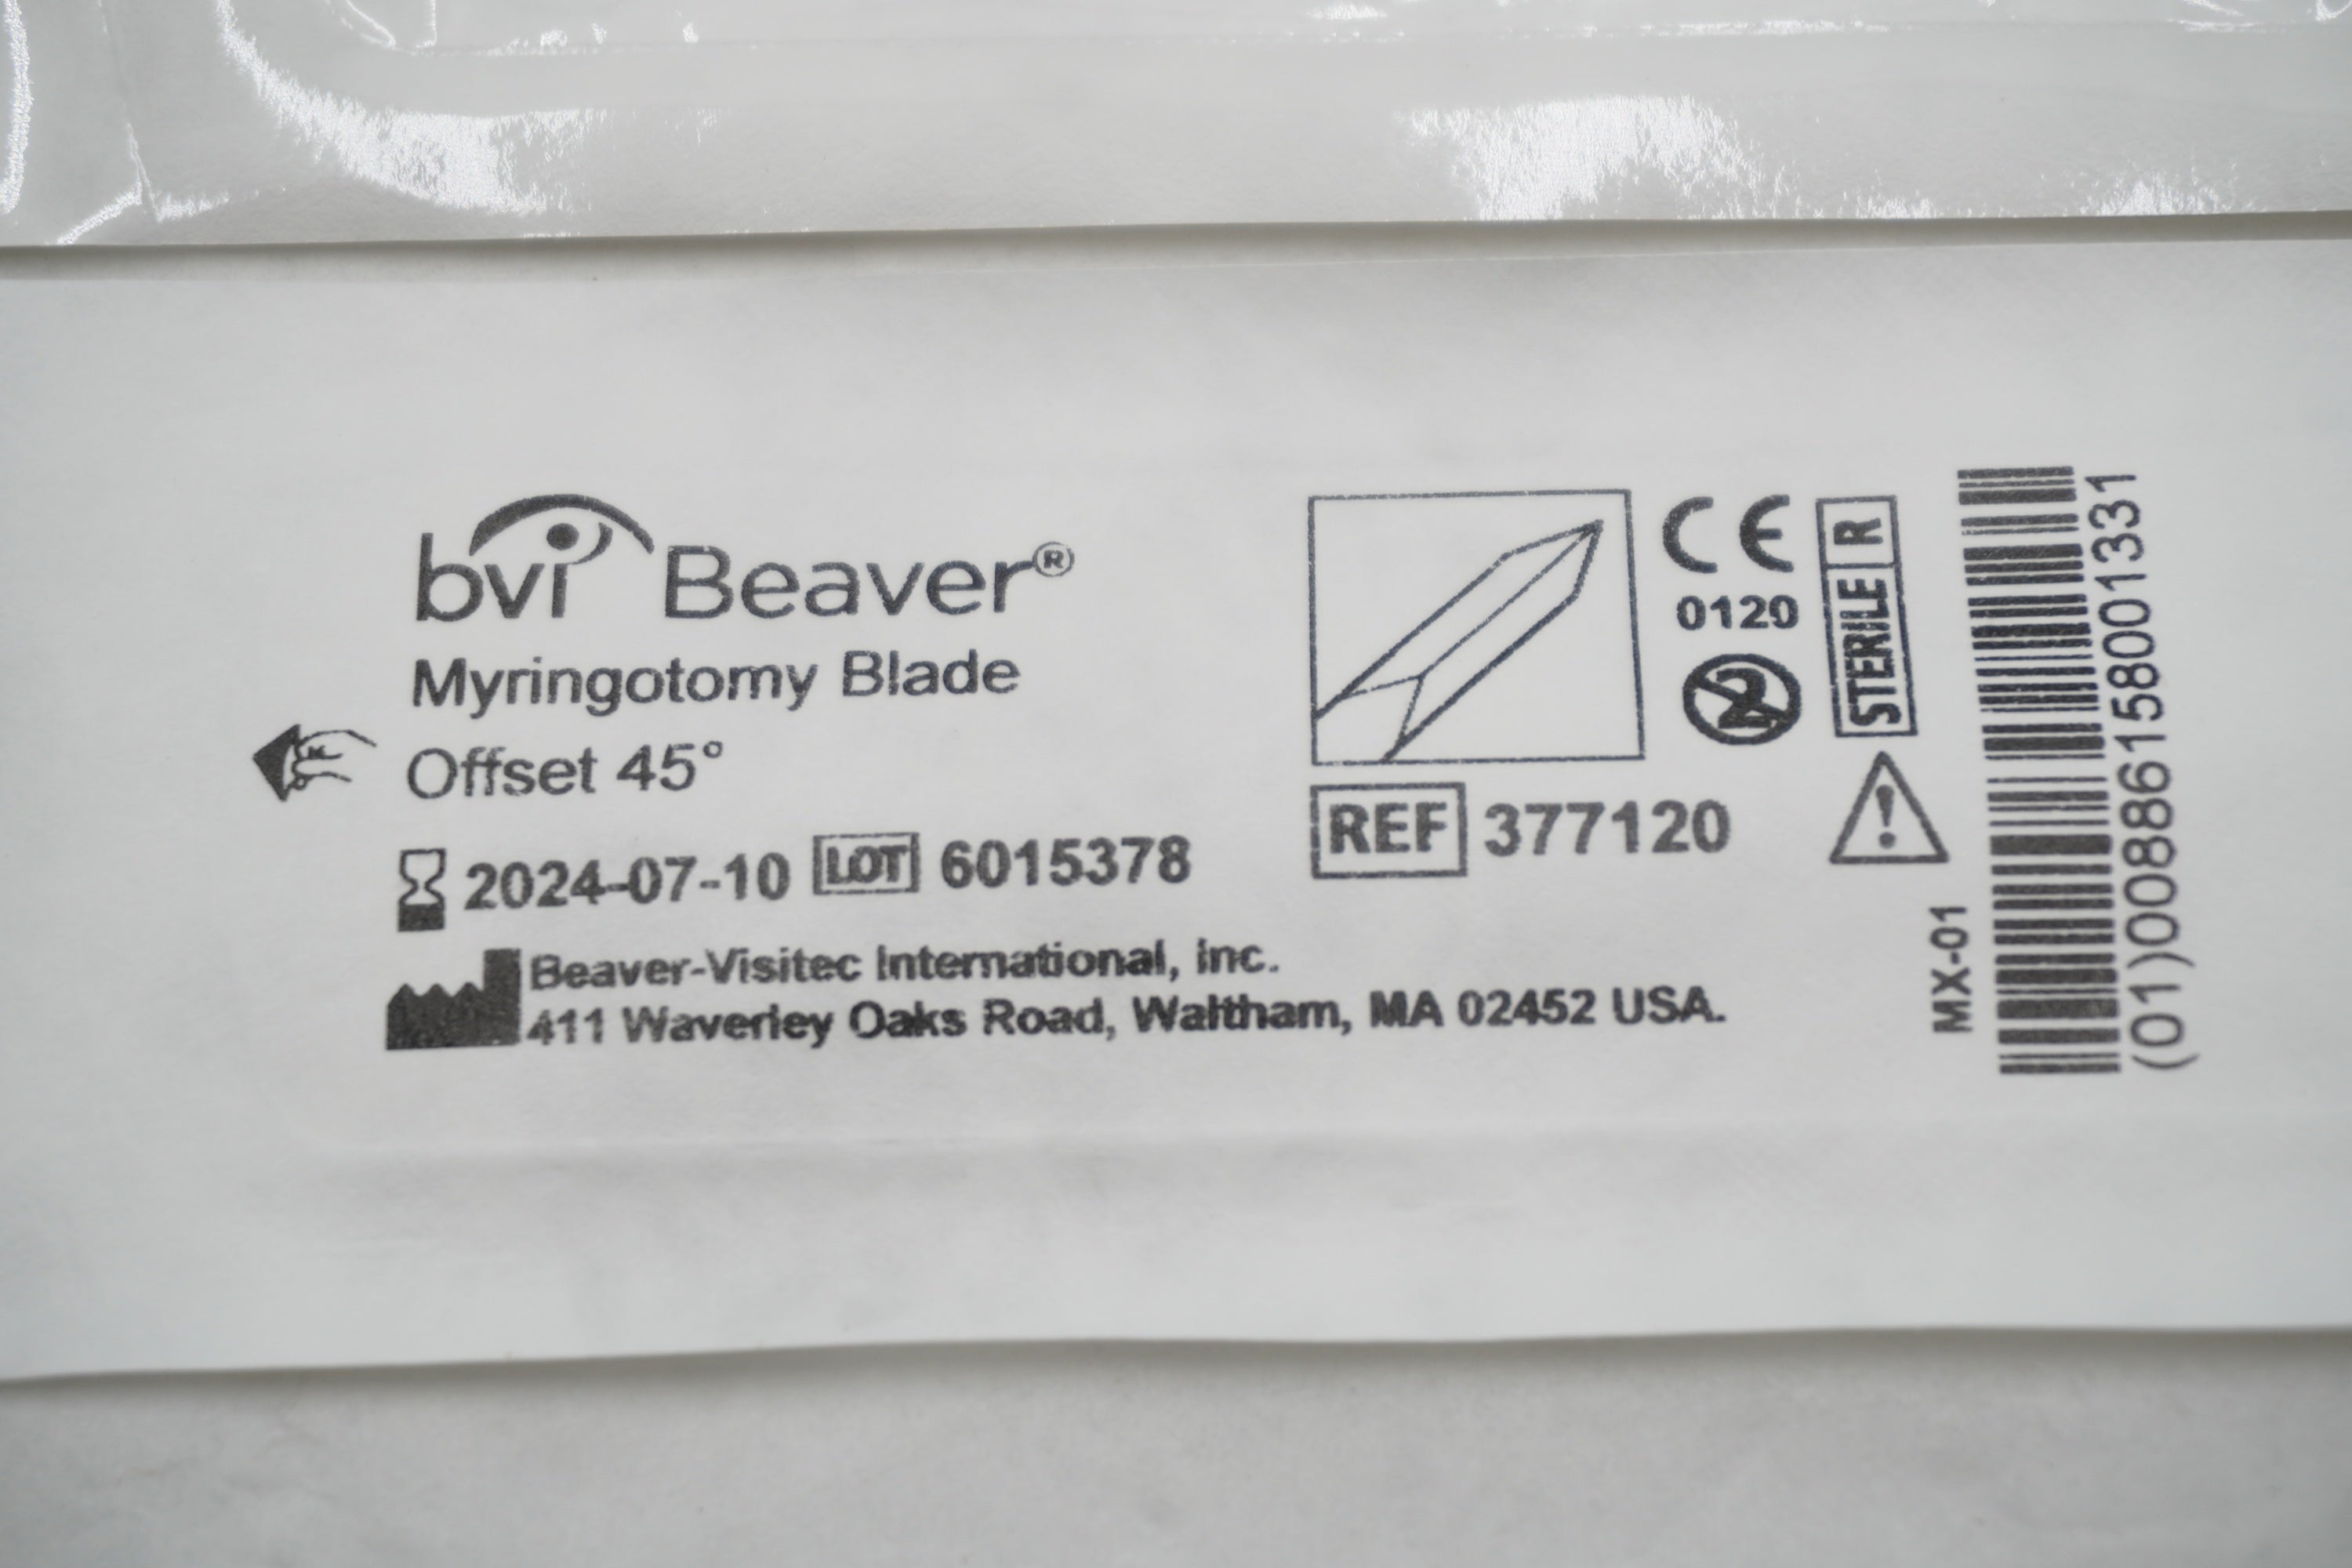 bvi Beaver®
Myringotomy Blade
Offset 45°
2024-07-10 LOT 6015378
Beaver-Visitec International, Inc.
411 Waverley Oaks Road, Waltham, MA 02452 USA.
REF 377120
CE
0120
2
STERILE R
MX-01
(01)00886158001331